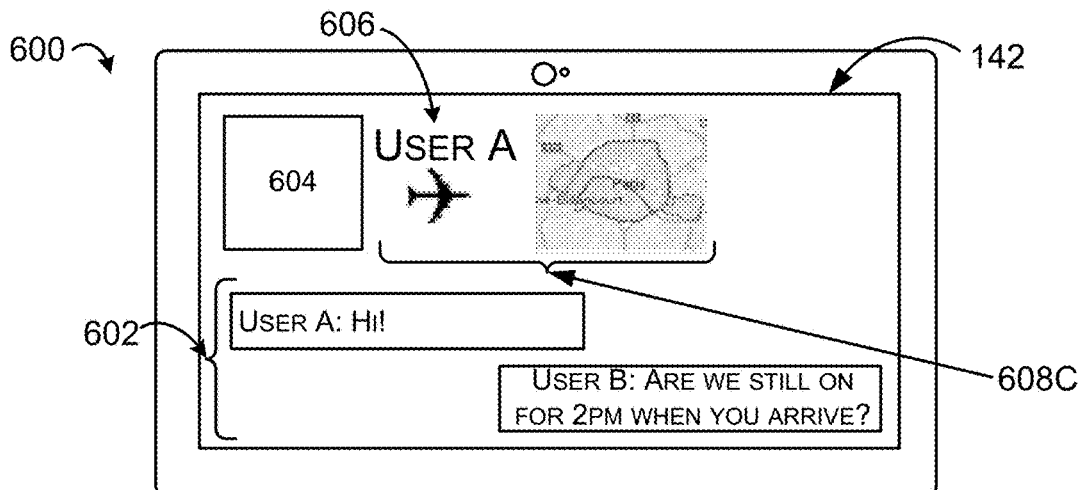 606
600
142
USER A
604
602
USER A: HI!
608C
USER B: ARE WE STILL ON
FOR 2PM WHEN YOU ARRIVE?